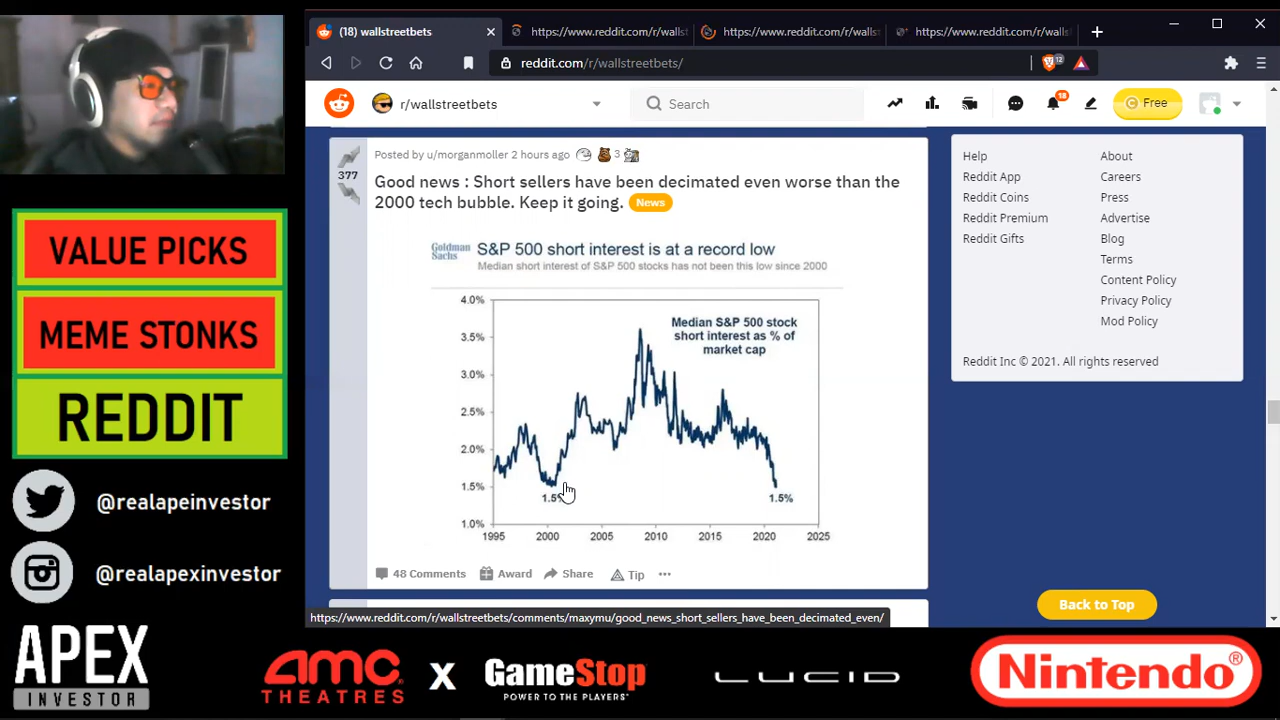 (18) wallstreetbets
https://www.reddit.com/r/wallst
https://www.reddit.com/r/wallst
https://www.reddit.com/r/wall
reddit.com/r/wallstreetbets/
12
r/wallstreetbets
Search
18
Free
VALUE PICKS
MEME STONKS
REDDIT
@realapeinvestor
@realapexinvestor
APEX
INVESTOR
377
Posted by u/morganmoller 2 hours ago
3
Good news : Short sellers have been decimated even worse than the
2000 tech bubble. Keep it going.
News
Goldman
Sachs
S&P 500 short interest is at a record low
Median short interest of S&P 500 stocks has not been this low since 2000
Median S&P 500 stock
short interest as % of
market cap
4.0%
3.5%
3.0%
2.5%
2.0%
1.5%
1.0%
1.5%
1.5%
1995
2000
2005
2010
2015
2020
2025
48 Comments
Award
Share
Tip
https://www.reddit.com/r/wallstreetbets/comments/maxymu/good_news_short_sellers_have_been_decimated_even/
Help
Reddit App
Reddit Coins
Reddit Premium
Reddit Gifts
About
Careers
Press
Advertise
Blog
Terms
Content Policy
Privacy Policy
Mod Policy
Reddit Inc © 2021. All rights reserved
Back to Top
amc
THEATRES
X
GameStop
POWER TO THE PLAYERS
LUCID
Nintendo®